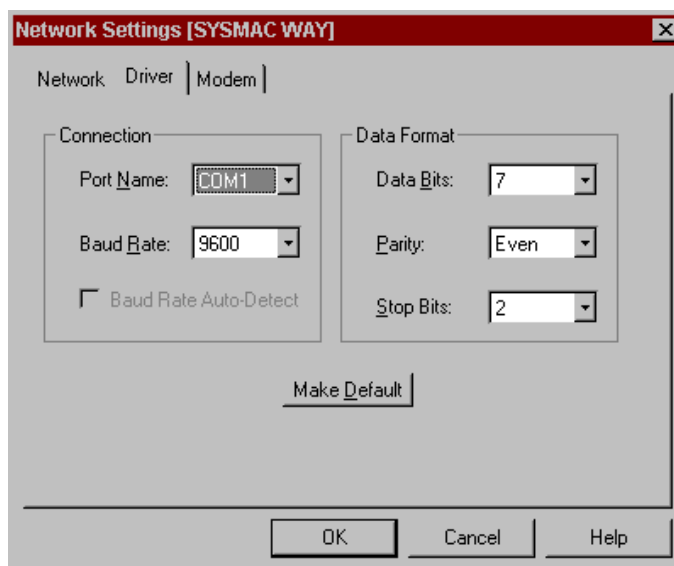 Network Settings [SYSMAC WAY]
Network Driver Modem
Connection
Port Name: COM1
Baud Rate: 9600
Baud Rate Auto-Detect
Data Format
Data Bits: 7
Parity: Even
Stop Bits: 2
Make Default
OK Cancel Help